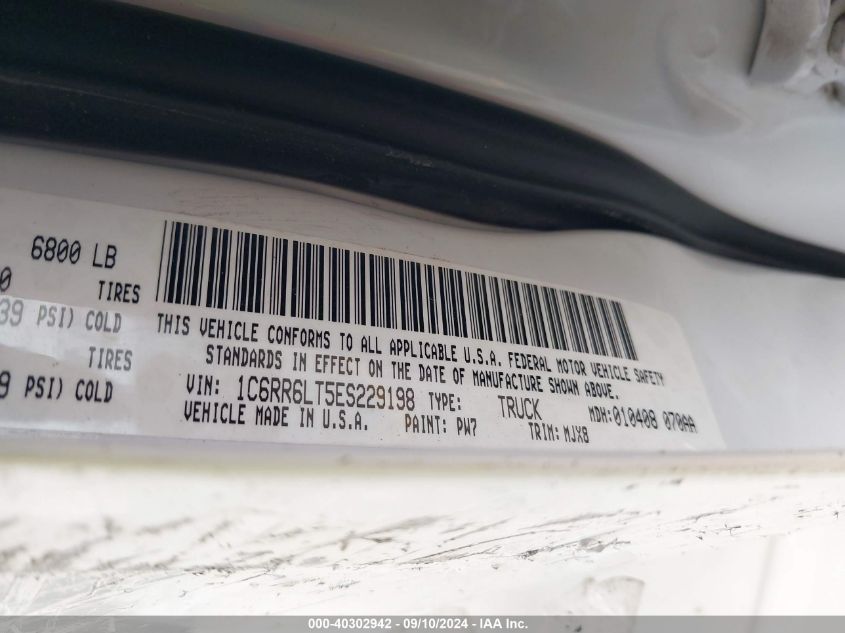 6800 LB
0 TIRES
39 PSI) COLD
TIRES
9 PSI) COLD
THIS VEHICLE CONFORMS TO ALL APPLICABLE U.S.A. FEDERAL MOTOR VEHICLE SAFETY
STANDARDS IN EFFECT ON THE DATE OF MANUFACTURE SHOWN ABOVE.
VIN: 1C6RR6LT5ES229198 TYPE: TRUCK MDH:010408 070AA
VEHICLE MADE IN U.S.A. PAINT: PW7 TRIM: MJX8
000-40302942 - 09/10/2024 - IAA Inc.